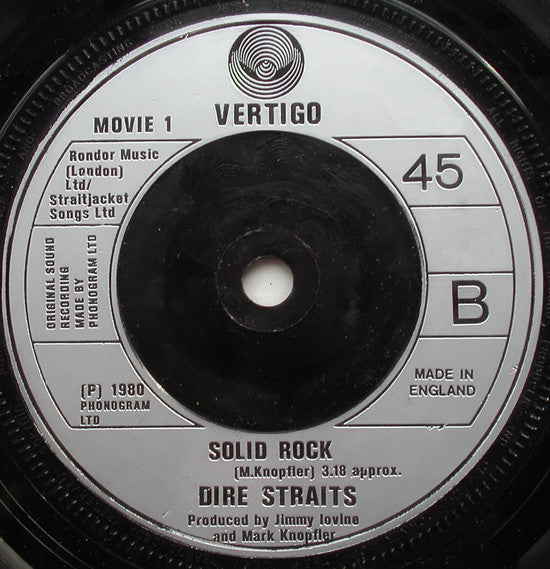 VERTIGO
MOVIE 1
Rondor Music
(London)
Ltd/
Straitjacket
Songs Ltd
45
ORIGINAL SOUND
RECORDING
MADE BY
PHONOGRAM LTD
B
(P) 1980
PHONOGRAM
LTD
MADE IN
ENGLAND
SOLID ROCK
(M.Knopfler) 3.18 approx.
DIRE STRAITS
Produced by Jimmy Iovine
and Mark Knopfler
BROADCASTING